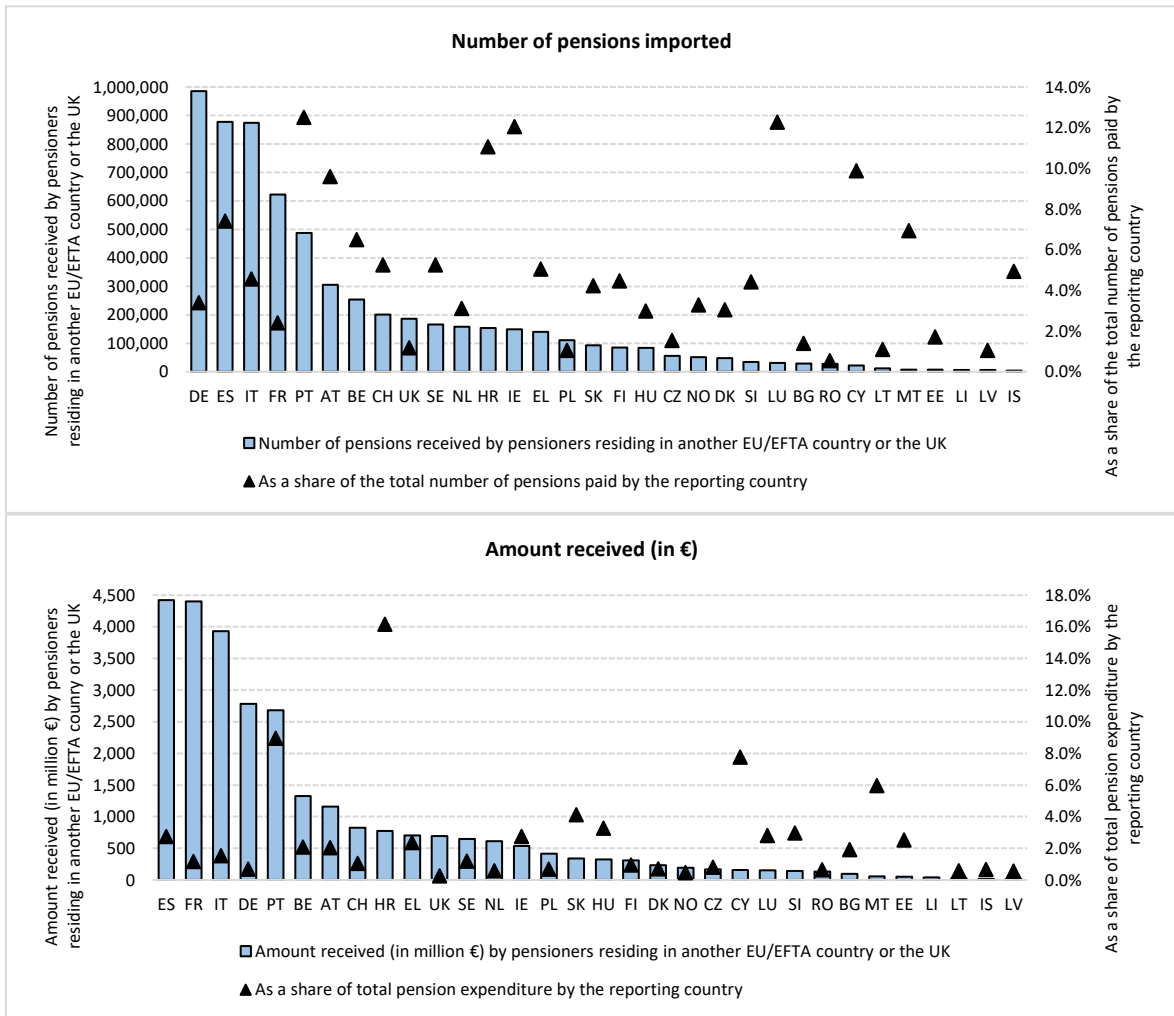 Number of pensions imported
Number of pensions received by pensioners
residing in another EU/EFTA country or the UK
1,000,000
900,000
800,000
700,000
600,000
500,000
400,000
300,000
200,000
100,000
0
14.0%
12.0%
10.0%
8.0%
6.0%
4.0%
2.0%
0.0%
As a share of the total number of pensions paid by
the reporitng country
DE ES IT FR PT AT BE CH UK SE NL HR IE EL PL SK FI HU CZ NO DK SI LU BG RO CY LT MT EE LI LV IS
Number of pensions received by pensioners residing in another EU/EFTA country or the UK
As a share of the total number of pensions paid by the reporting country
Amount received (in €)
Amount received (in million €) by pensioners
residing in another EU/EFTA counry or the UK
4,500
4,000
3,500
3,000
2,500
2,000
1,500
1,000
500
0
18.0%
16.0%
14.0%
12.0%
10.0%
8.0%
6.0%
4.0%
2.0%
0.0%
As a share of total pension expenditure by the
reporting country
ES FR IT DE PT BE AT CH HR EL UK SE NL IE PL SK HU FI DK NO CZ CY LU SI RO BG MT EE LI LT IS LV
Amount received (in million €) by pensioners residing in another EU/EFTA country or the UK
As a share of total pension expenditure by the reporting country